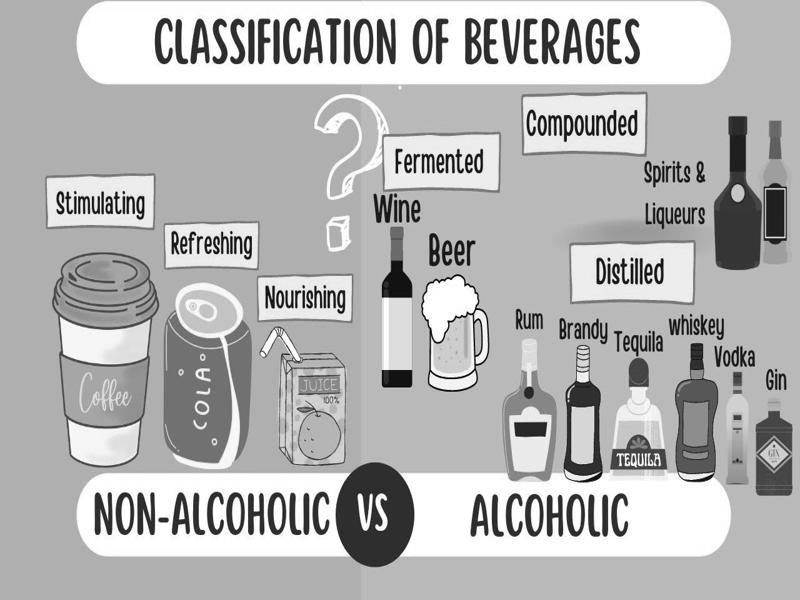 CLASSIFICATION OF BEVERAGES
?
Stimulating
Coffee
Refreshing
COLA
Nourishing
JUICE
100%
Fermented
Wine
Beer
Compounded
Spirits &
Liqueurs
Distilled
Rum
Brandy
Tequila
TEQUILA
whiskey
Vodka
Gin
GIN
NON-ALCOHOLIC
VS
ALCOHOLIC